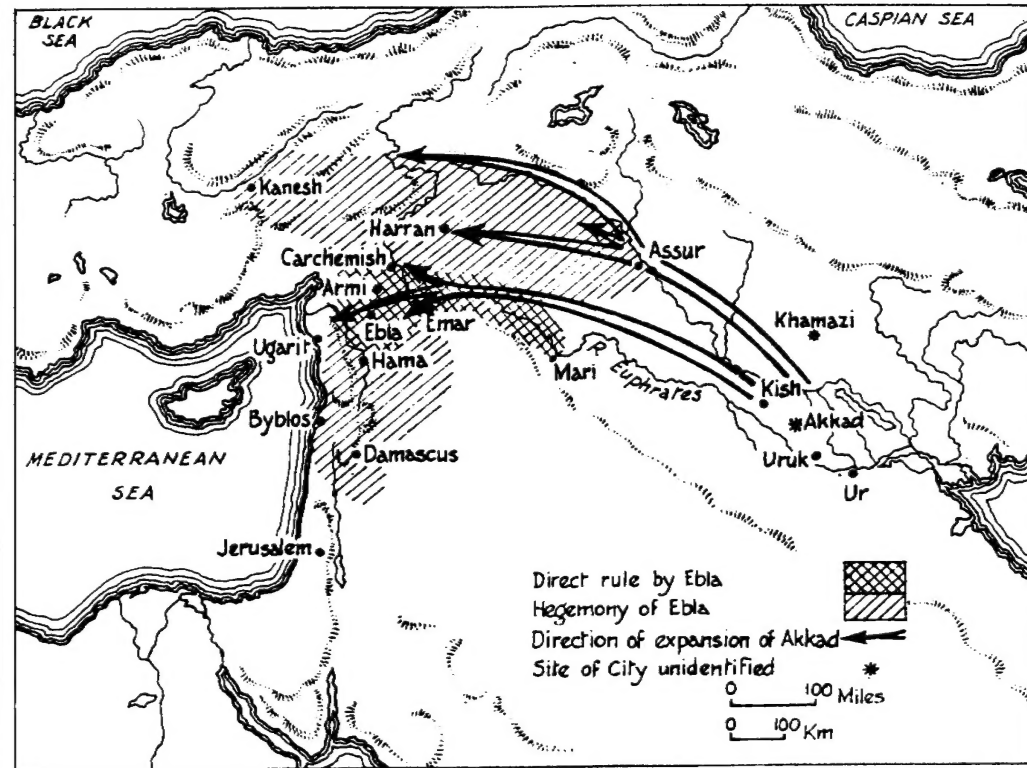 BLACK
SEA
CASPIAN SEA
Kanesh
Harran
Carchemish
Assur
Armi
Ebla
Emar
Khamazi
Ugarit
Hama
Mari
R. Euphrates
Kish
Byblos
Akkad
Damascus
Uruk
MEDITERRANEAN
SEA
Ur
Jerusalem
Direct rule by Ebla
Hegemony of Ebla
Direction of expansion of Akkad
Site of City unidentified
0 100 Miles
0 100 Km